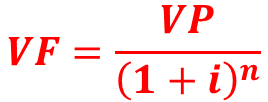 VF = VP / (1 + i)^n